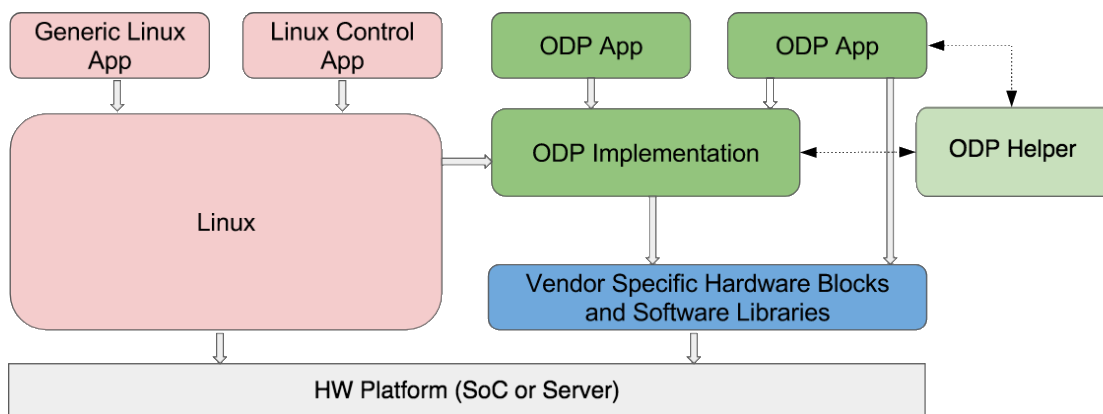 Generic Linux
App
Linux Control
App
ODP App
ODP App
ODP Implementation
ODP Helper
Linux
Vendor Specific Hardware Blocks
and Software Libraries
HW Platform (SoC or Server)